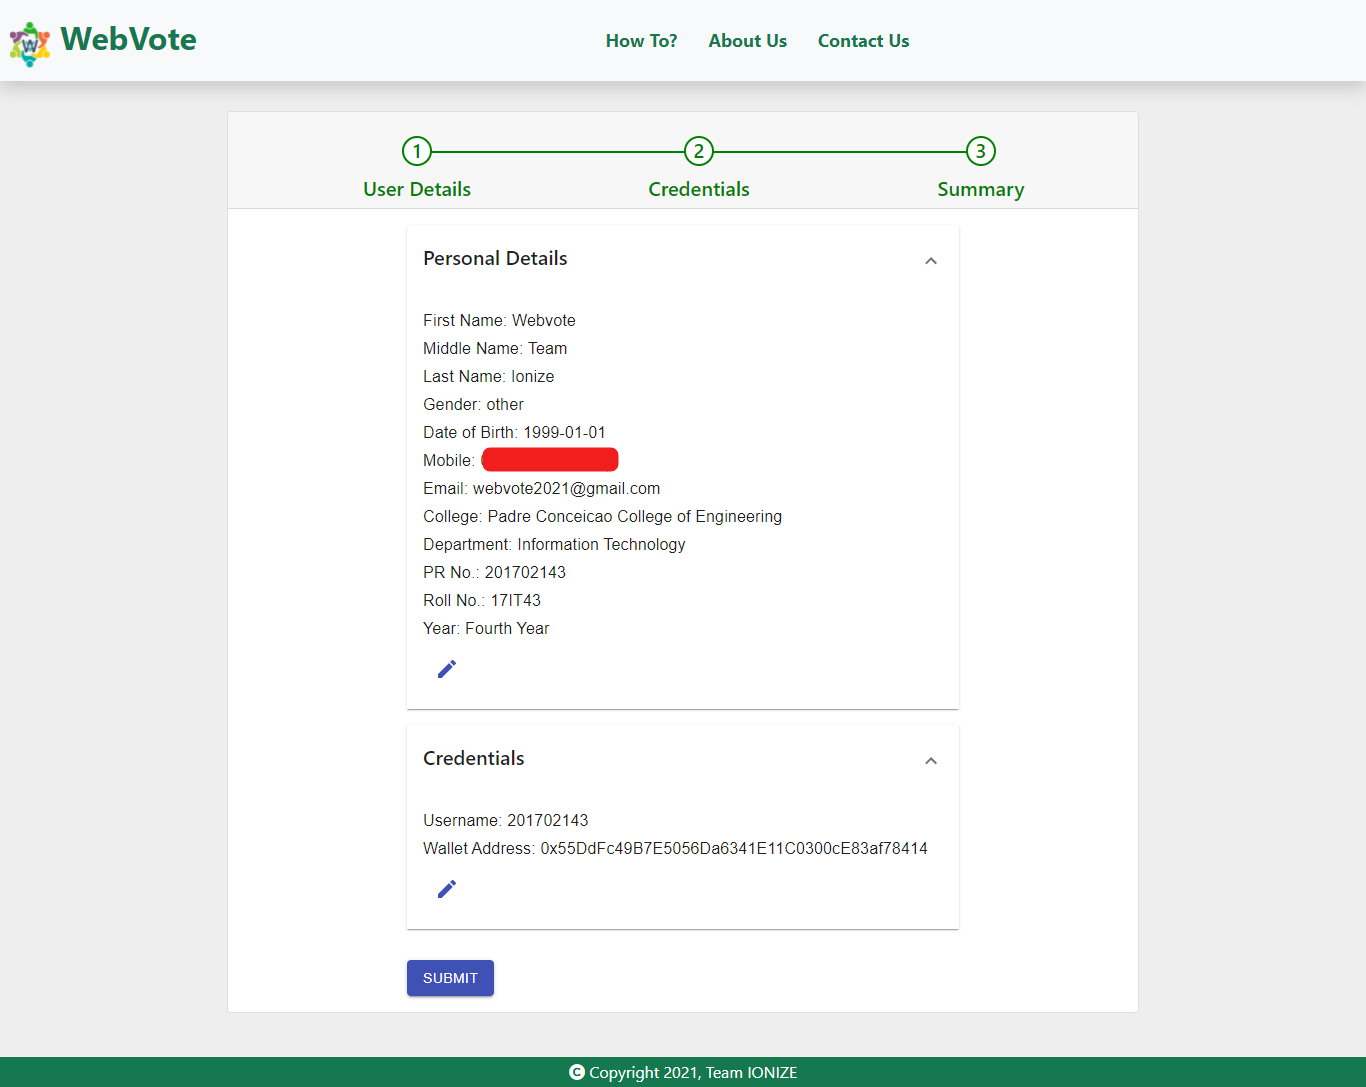 WebVote
How To? About Us Contact Us
1 2 3
User Details Credentials Summary
Personal Details
First Name: Webvote
Middle Name: Team
Last Name: Ionize
Gender: other
Date of Birth: 1999-01-01
Mobile:
Email: webvote2021@gmail.com
College: Padre Conceicao College of Engineering
Department: Information Technology
PR No.: 201702143
Roll No.: 17IT43
Year: Fourth Year
Credentials
Username: 201702143
Wallet Address: 0x55DdFc49B7E5056Da6341E11C0300cE83af78414
SUBMIT
© Copyright 2021, Team IONIZE